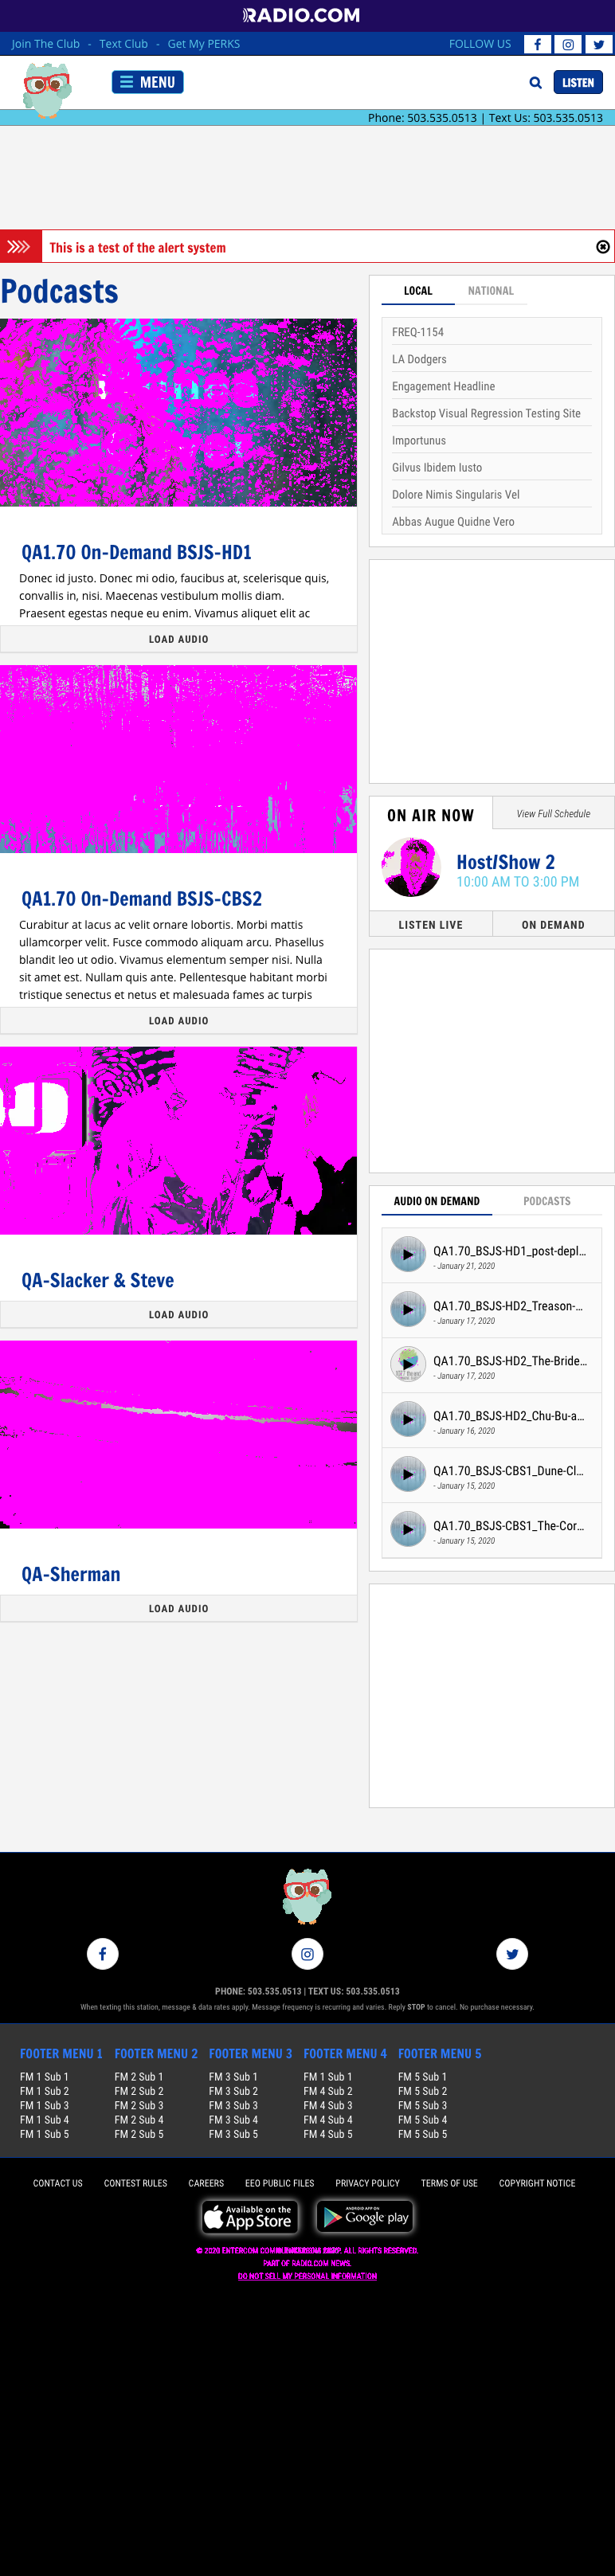 RADIO.COM
Join The Club - Text Club - Get My PERKS
FOLLOW US
MENU
LISTEN
Phone: 503.535.0513 | Text Us: 503.535.0513
This is a test of the alert system
Podcasts
QA1.70 On-Demand BSJS-HD1
Donec id justo. Donec mi odio, faucibus at, scelerisque quis,
convallis in, nisi. Maecenas vestibulum mollis diam.
Praesent egestas neque eu enim. Vivamus aliquet elit ac
LOAD AUDIO
QA1.70 On-Demand BSJS-CBS2
Curabitur at lacus ac velit ornare lobortis. Morbi mattis
ullamcorper velit. Fusce commodo aliquam arcu. Phasellus
blandit leo ut odio. Vivamus elementum semper nisi. Nulla
sit amet est. Nullam quis ante. Pellentesque habitant morbi
tristique senectus et netus et malesuada fames ac turpis
LOAD AUDIO
QA-Slacker & Steve
LOAD AUDIO
QA-Sherman
LOAD AUDIO
LOCAL NATIONAL
FREQ-1154
LA Dodgers
Engagement Headline
Backstop Visual Regression Testing Site
Importunus
Gilvus Ibidem Iusto
Dolore Nimis Singularis Vel
Abbas Augue Quidne Vero
ON AIR NOW
View Full Schedule
Host/Show 2
10:00 AM TO 3:00 PM
LISTEN LIVE
ON DEMAND
AUDIO ON DEMAND PODCASTS
QA1.70_BSJS-HD1_post-depl...
- January 21, 2020
QA1.70_BSJS-HD2_Treason-...
- January 17, 2020
QA1.70_BSJS-HD2_The-Bride...
- January 17, 2020
QA1.70_BSJS-HD2_Chu-Bu-a...
- January 16, 2020
QA1.70_BSJS-CBS1_Dune-Cl...
- January 15, 2020
QA1.70_BSJS-CBS1_The-Cor...
- January 15, 2020
PHONE: 503.535.0513 | TEXT US: 503.535.0513
When texting this station, message & data rates apply. Message frequency is recurring and varies. Reply STOP to cancel. No purchase necessary.
FOOTER MENU 1 FOOTER MENU 2 FOOTER MENU 3 FOOTER MENU 4 FOOTER MENU 5
FM 1 Sub 1 FM 2 Sub 1 FM 3 Sub 1 FM 1 Sub 1 FM 5 Sub 1
FM 1 Sub 2 FM 2 Sub 2 FM 3 Sub 2 FM 4 Sub 2 FM 5 Sub 2
FM 1 Sub 3 FM 2 Sub 3 FM 3 Sub 3 FM 4 Sub 3 FM 5 Sub 3
FM 1 Sub 4 FM 2 Sub 4 FM 3 Sub 4 FM 4 Sub 4 FM 5 Sub 4
FM 1 Sub 5 FM 2 Sub 5 FM 3 Sub 5 FM 4 Sub 5 FM 5 Sub 5
CONTACT US CONTEST RULES CAREERS EEO PUBLIC FILES PRIVACY POLICY TERMS OF USE COPYRIGHT NOTICE
Available on the
App Store
ANDROID APP ON
Google play
© 2020 ENTERCOM ALL RIGHTS RESERVED.
PART OF RADIO.COM NEWS.
DO NOT SELL MY PERSONAL INFORMATION